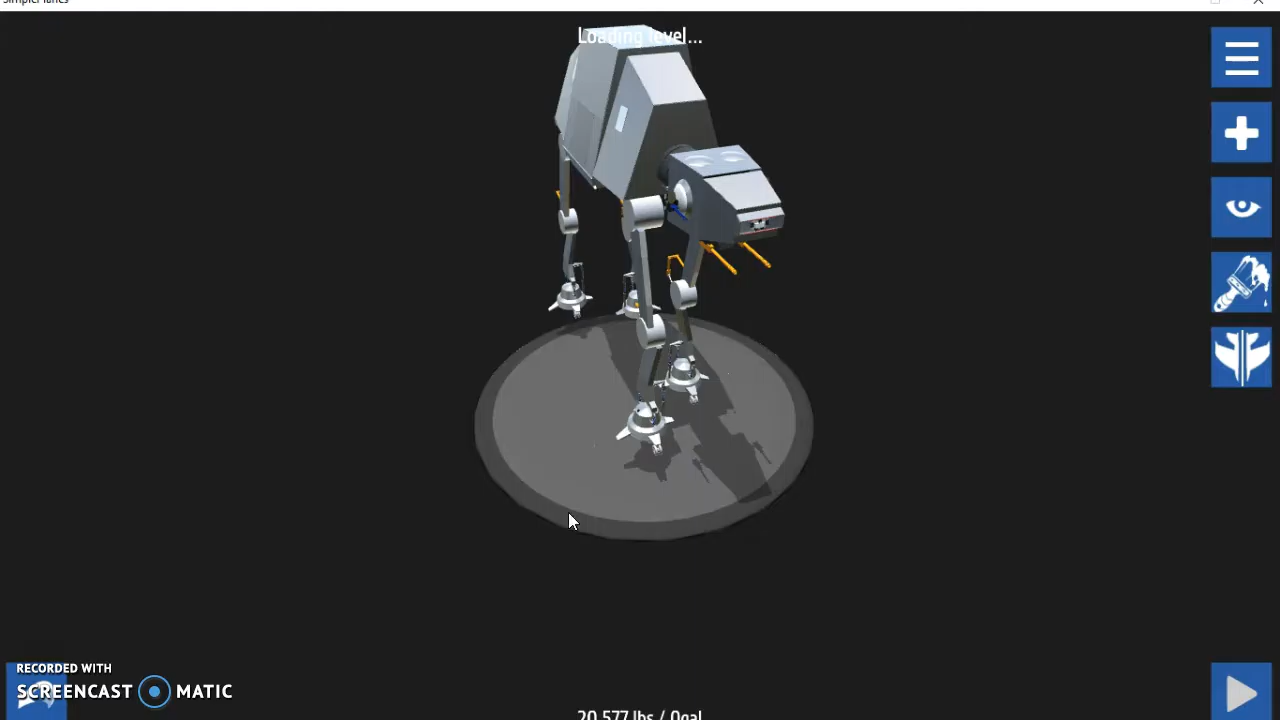 SimplePlanes
Loading level...
RECORDED WITH
SCREENCAST MATIC
20,577 lbs / 0gal